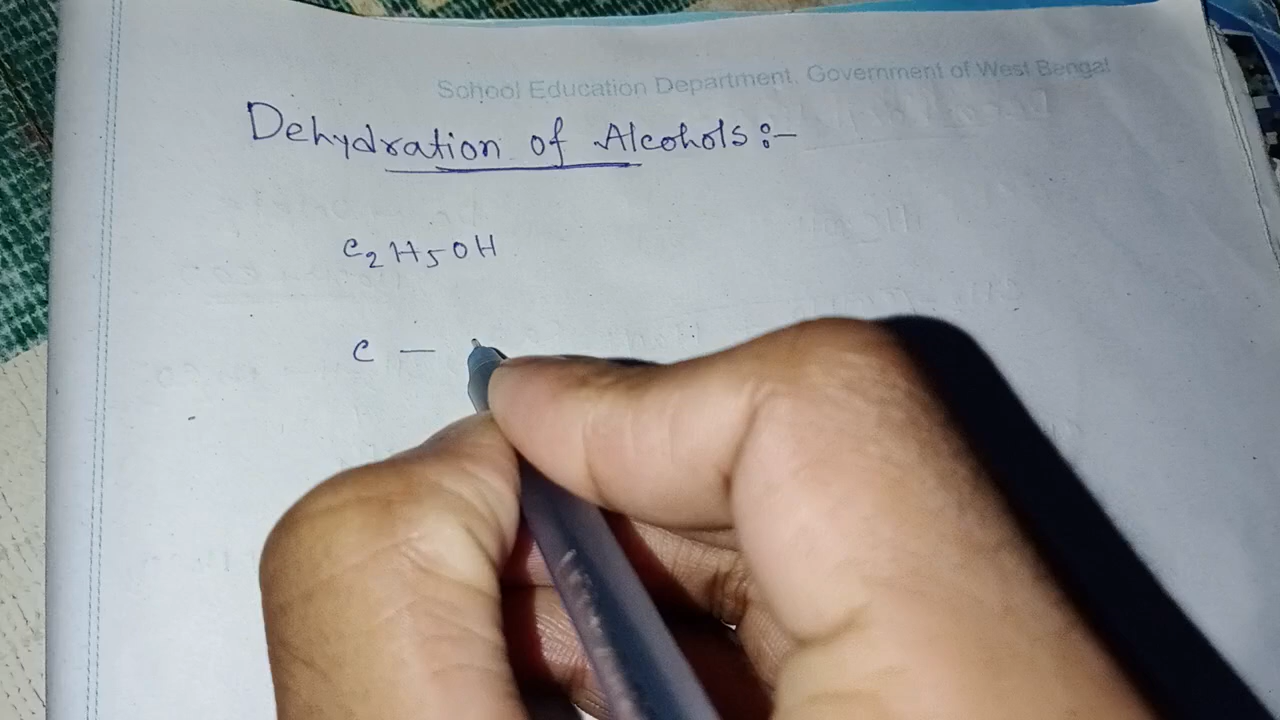 School Education Department, Government of West Bengal
Dehydration of Alcohols :-
C₂H₅OH
C —